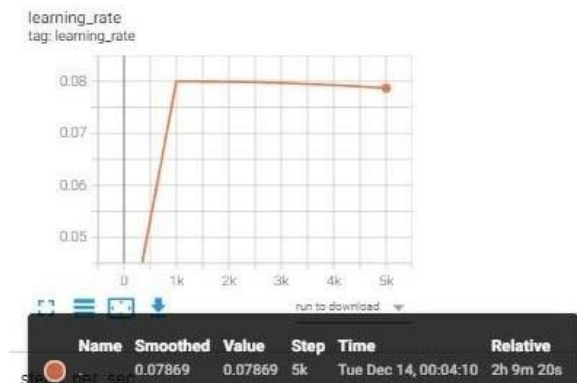 learning_rate
tag: learning_rate
0.08
0.07
0.06
0.05
0 1k 2k 3k 4k 5k
run to download
Name Smoothed Value Step Time Relative
0.07869 0.07869 5k Tue Dec 14, 00:04:10 2h 9m 20s